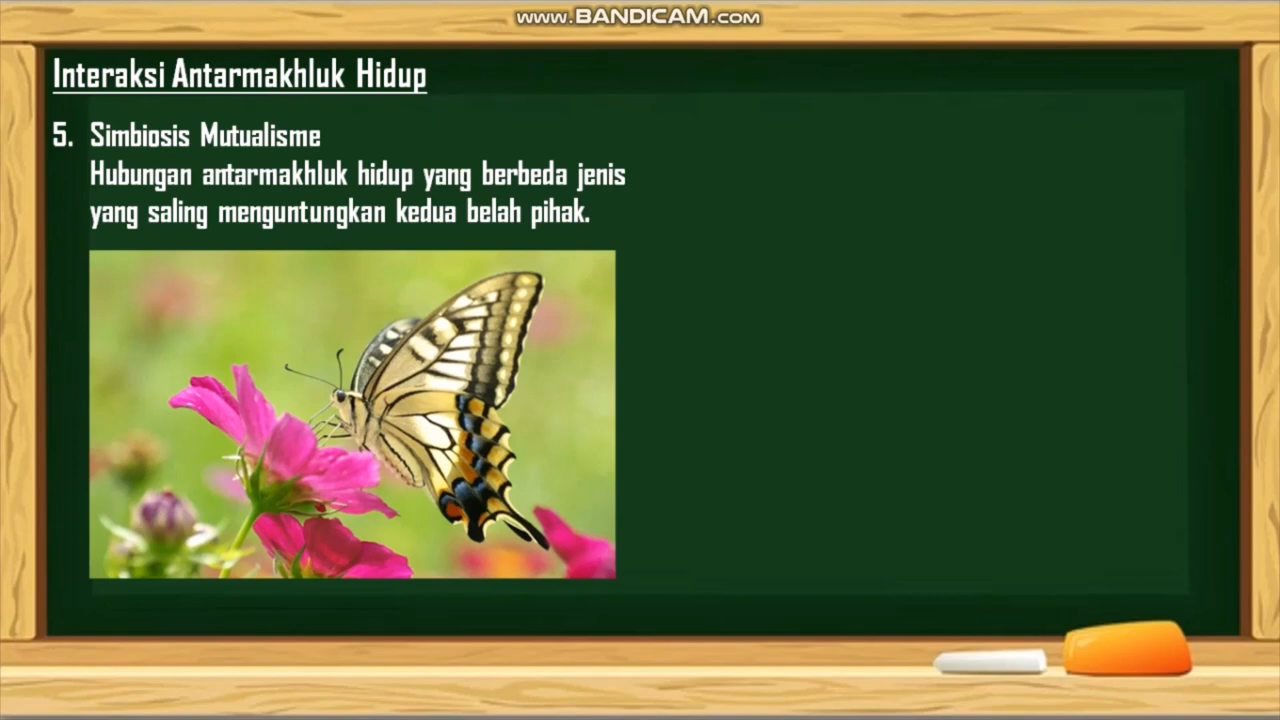 www.BANDICAM.com
Interaksi Antarmakhluk Hidup
5. Simbiosis Mutualisme
Hubungan antarmakhluk hidup yang berbeda jenis
yang saling menguntungkan kedua belah pihak.